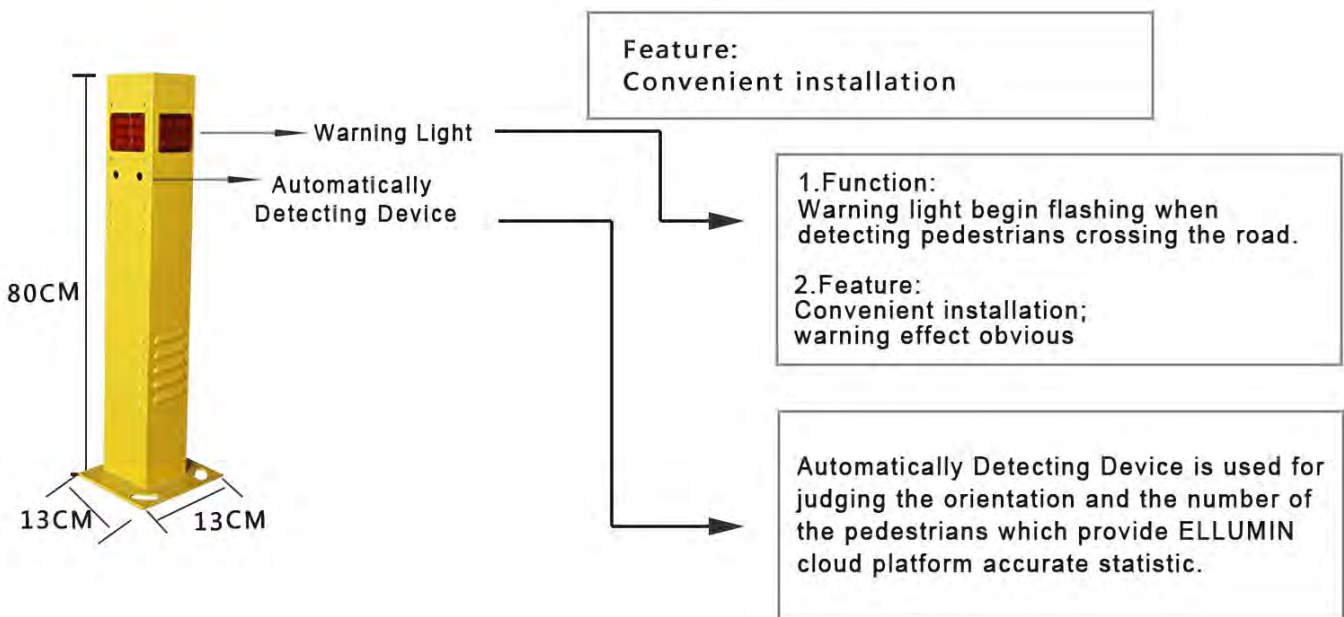 Feature:
Convenient installation
Warning Light
Automatically
Detecting Device
80CM
13CM
13CM
1.Function:
Warning light begin flashing when
detecting pedestrians crossing the road.
2.Feature:
Convenient installation;
warning effect obvious
Automatically Detecting Device is used for
judging the orientation and the number of
the pedestrians which provide ELLUMIN
cloud platform accurate statistic.